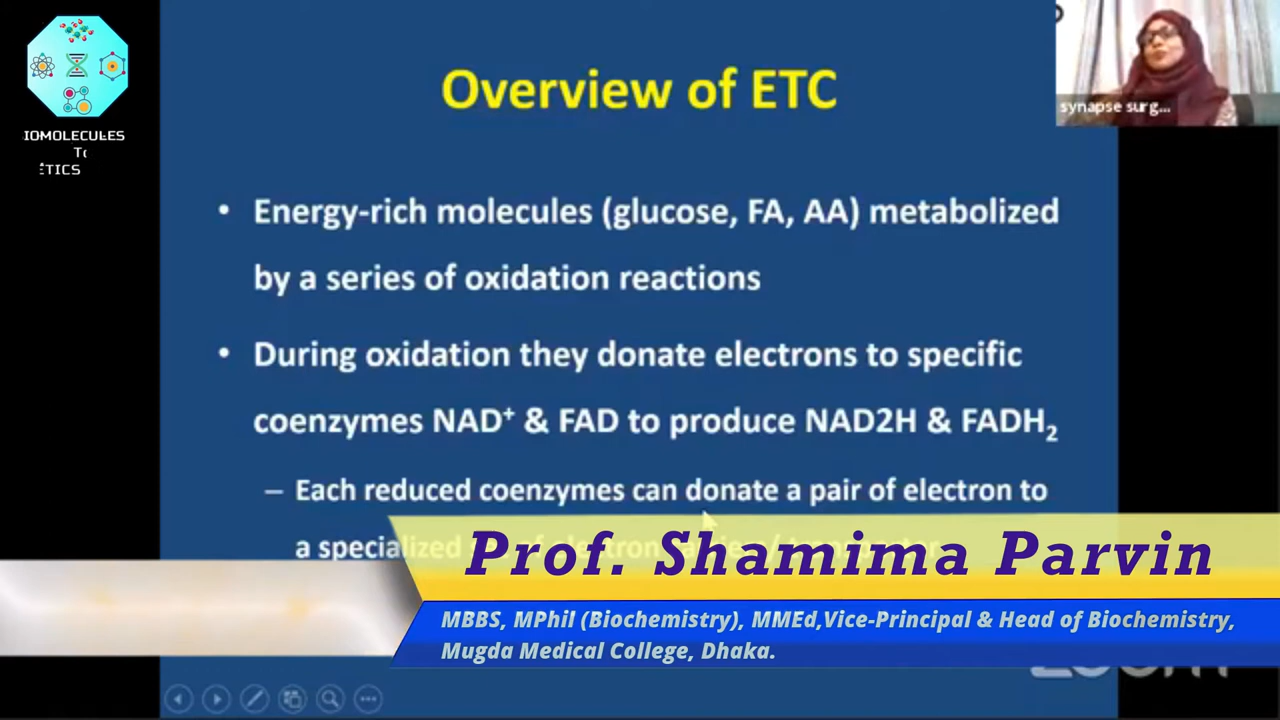 Overview of ETC
synapse surg...
IOMOLECULES
ETICS
• Energy-rich molecules (glucose, FA, AA) metabolized
by a series of oxidation reactions
• During oxidation they donate electrons to specific
coenzymes NAD⁺ & FAD to produce NAD2H & FADH₂
– Each reduced coenzymes can donate a pair of electron to
a specialized
Prof. Shamima Parvin
MBBS, MPhil (Biochemistry), MMEd,Vice-Principal & Head of Biochemistry,
Mugda Medical College, Dhaka.